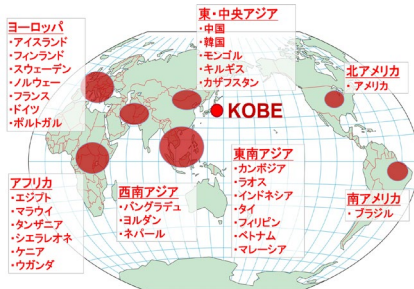 ヨーロッパ
・アイスランド
・フィンランド
・スウェーデン
・ノルウェー
・フランス
・ドイツ
・ポルトガル
東・中央アジア
・中国
・韓国
・モンゴル
・キルギス
・カザフスタン
北アメリカ
・アメリカ
KOBE
アフリカ
・エジプト
・マラウイ
・タンザニア
・シエラレオネ
・ケニア
・ウガンダ
西南アジア
・バングラデュ
・ヨルダン
・ネパール
東南アジア
・カンボジア
・ラオス
・インドネシア
・タイ
・フィリピン
・ベトナム
・マレーシア
南アメリカ
・ブラジル